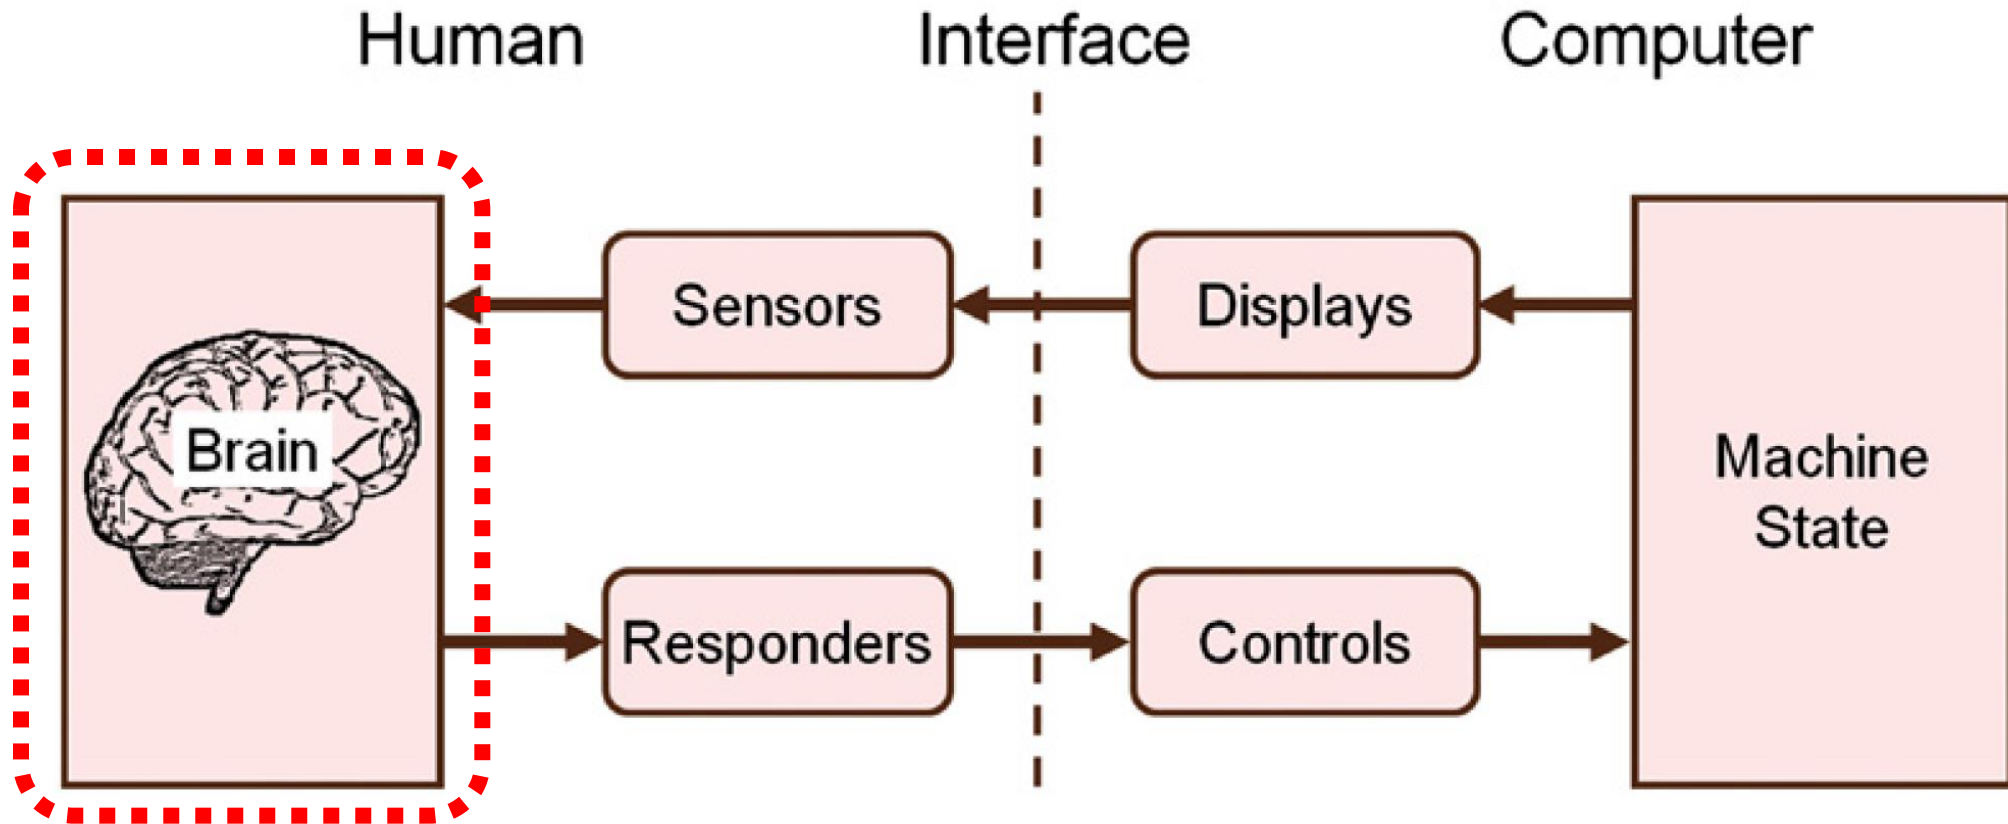 Human
Interface
Computer
Sensors
Displays
Brain
Machine
State
Responders
Controls